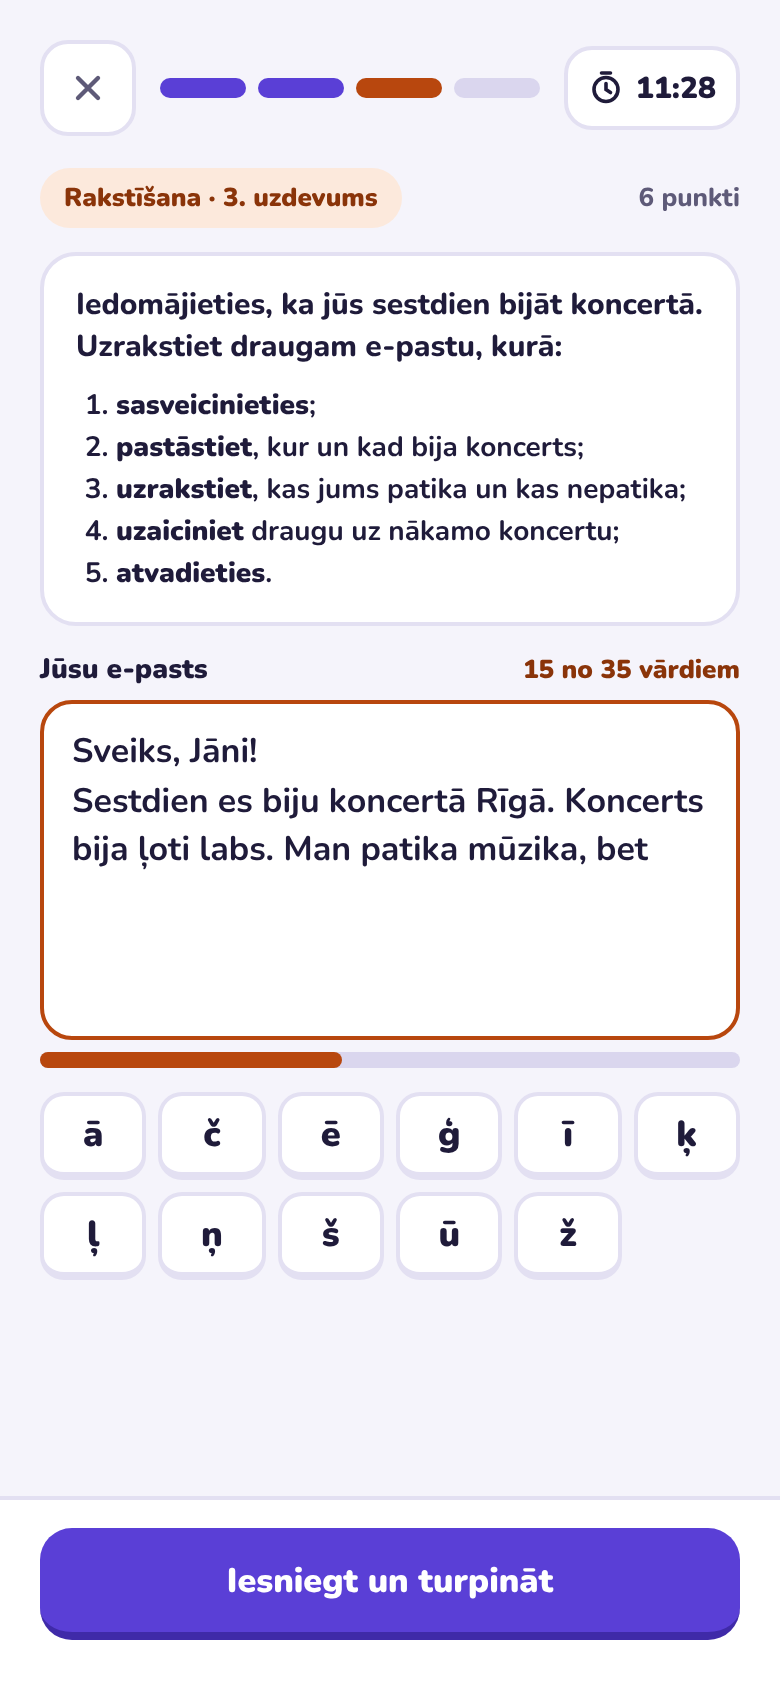 11:28
Rakstīšana · 3. uzdevums
6 punkti
Iedomājieties, ka jūs sestdien bijāt koncertā.
Uzrakstiet draugam e-pastu, kurā:
1. sasveicinieties;
2. pastāstiet, kur un kad bija koncerts;
3. uzrakstiet, kas jums patika un kas nepatika;
4. uzaiciniet draugu uz nākamo koncertu;
5. atvadieties.
Jūsu e-pasts
15 no 35 vārdiem
Sveiks, Jāni!
Sestdien es biju koncertā Rīgā. Koncerts
bija ļoti labs. Man patika mūzika, bet
ā č ē ģ ī ķ
ļ ņ š ū ž
Iesniegt un turpināt